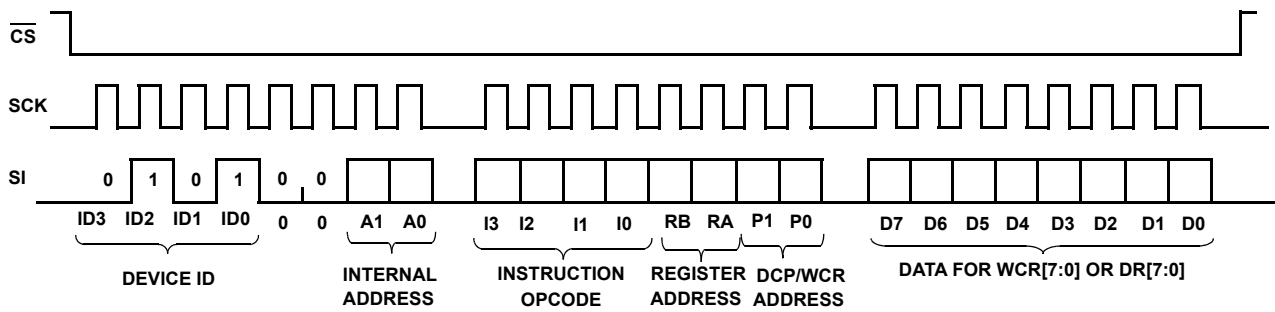 CS
SCK
SI 0 1 0 1 0 0
ID3 ID2 ID1 ID0 0 0 A1 A0 I3 I2 I1 I0 RB RA P1 P0 D7 D6 D5 D4 D3 D2 D1 D0
DEVICE ID
INTERNAL
ADDRESS
INSTRUCTION
OPCODE
REGISTER
ADDRESS
DCP/WCR
ADDRESS
DATA FOR WCR[7:0] OR DR[7:0]